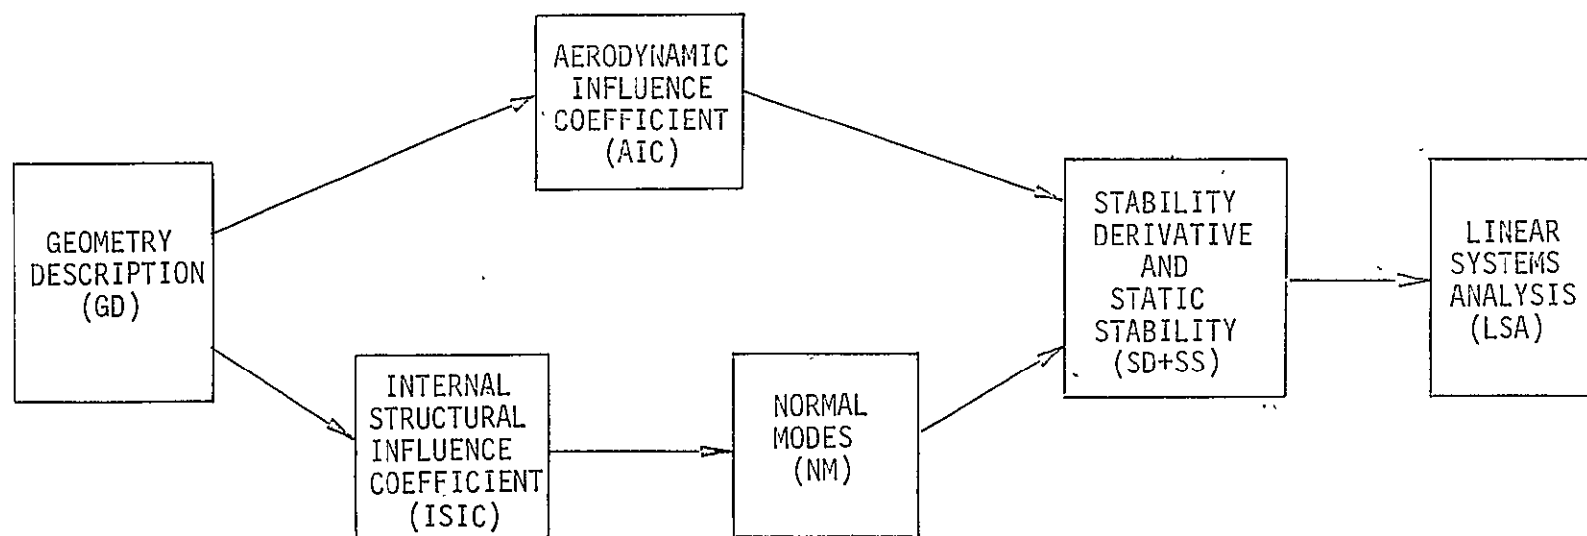 GEOMETRY
DESCRIPTION
(GD)
AERODYNAMIC
INFLUENCE
COEFFICIENT
(AIC)
INTERNAL
STRUCTURAL
INFLUENCE
COEFFICIENT
(ISIC)
NORMAL
MODES
(NM)
STABILITY
DERIVATIVE
AND
STATIC
STABILITY
(SD+SS)
LINEAR
SYSTEMS
ANALYSIS
(LSA)